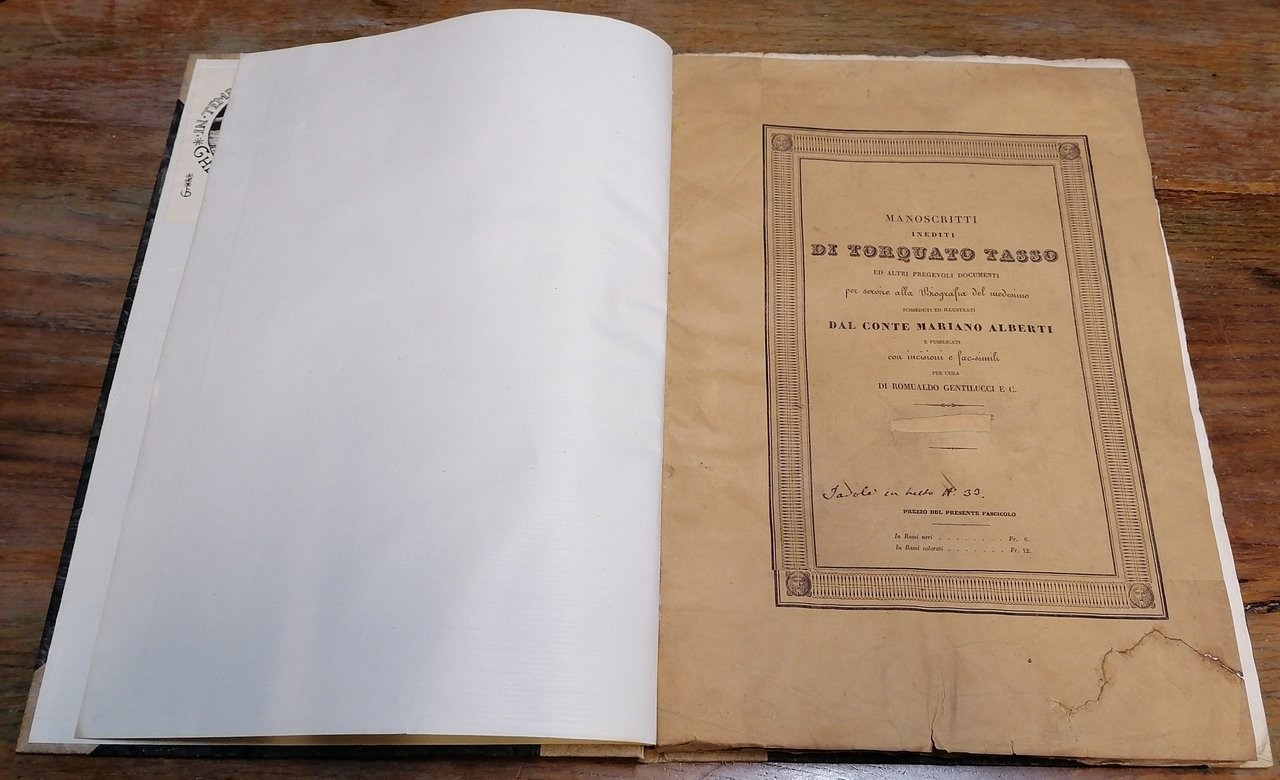 MANOSCRITTI
INEDITI
DI TORQUATO TASSO
ED ALTRI PREGEVOLI DOCUMENTI
per servire alla Biografia del medesimo
POSSEDUTI ED ILLUSTRATI
DAL CONTE MARIANO ALBERTI
E PUBBLICATI
con incisioni e fac-simili
PER CURA
DI ROMUALDO GENTILUCCI E C.
N. 33.
PREZZO DEL PRESENTE FASCICOLO
In Rami neri . . . . . . . . . Fr. 6.
In Rami colorati . . . . . . . . Fr. 12.